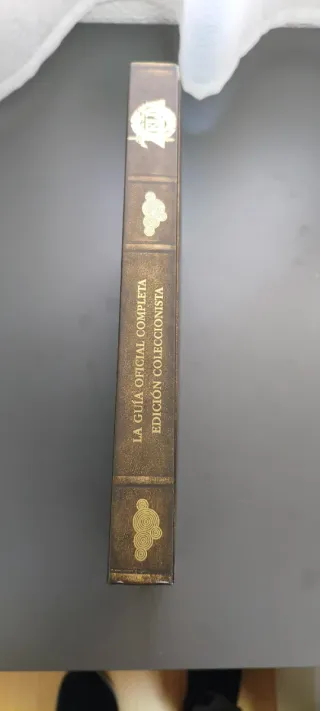 LA GUÍA OFICIAL COMPLETA
EDICIÓN COLECCIONISTA